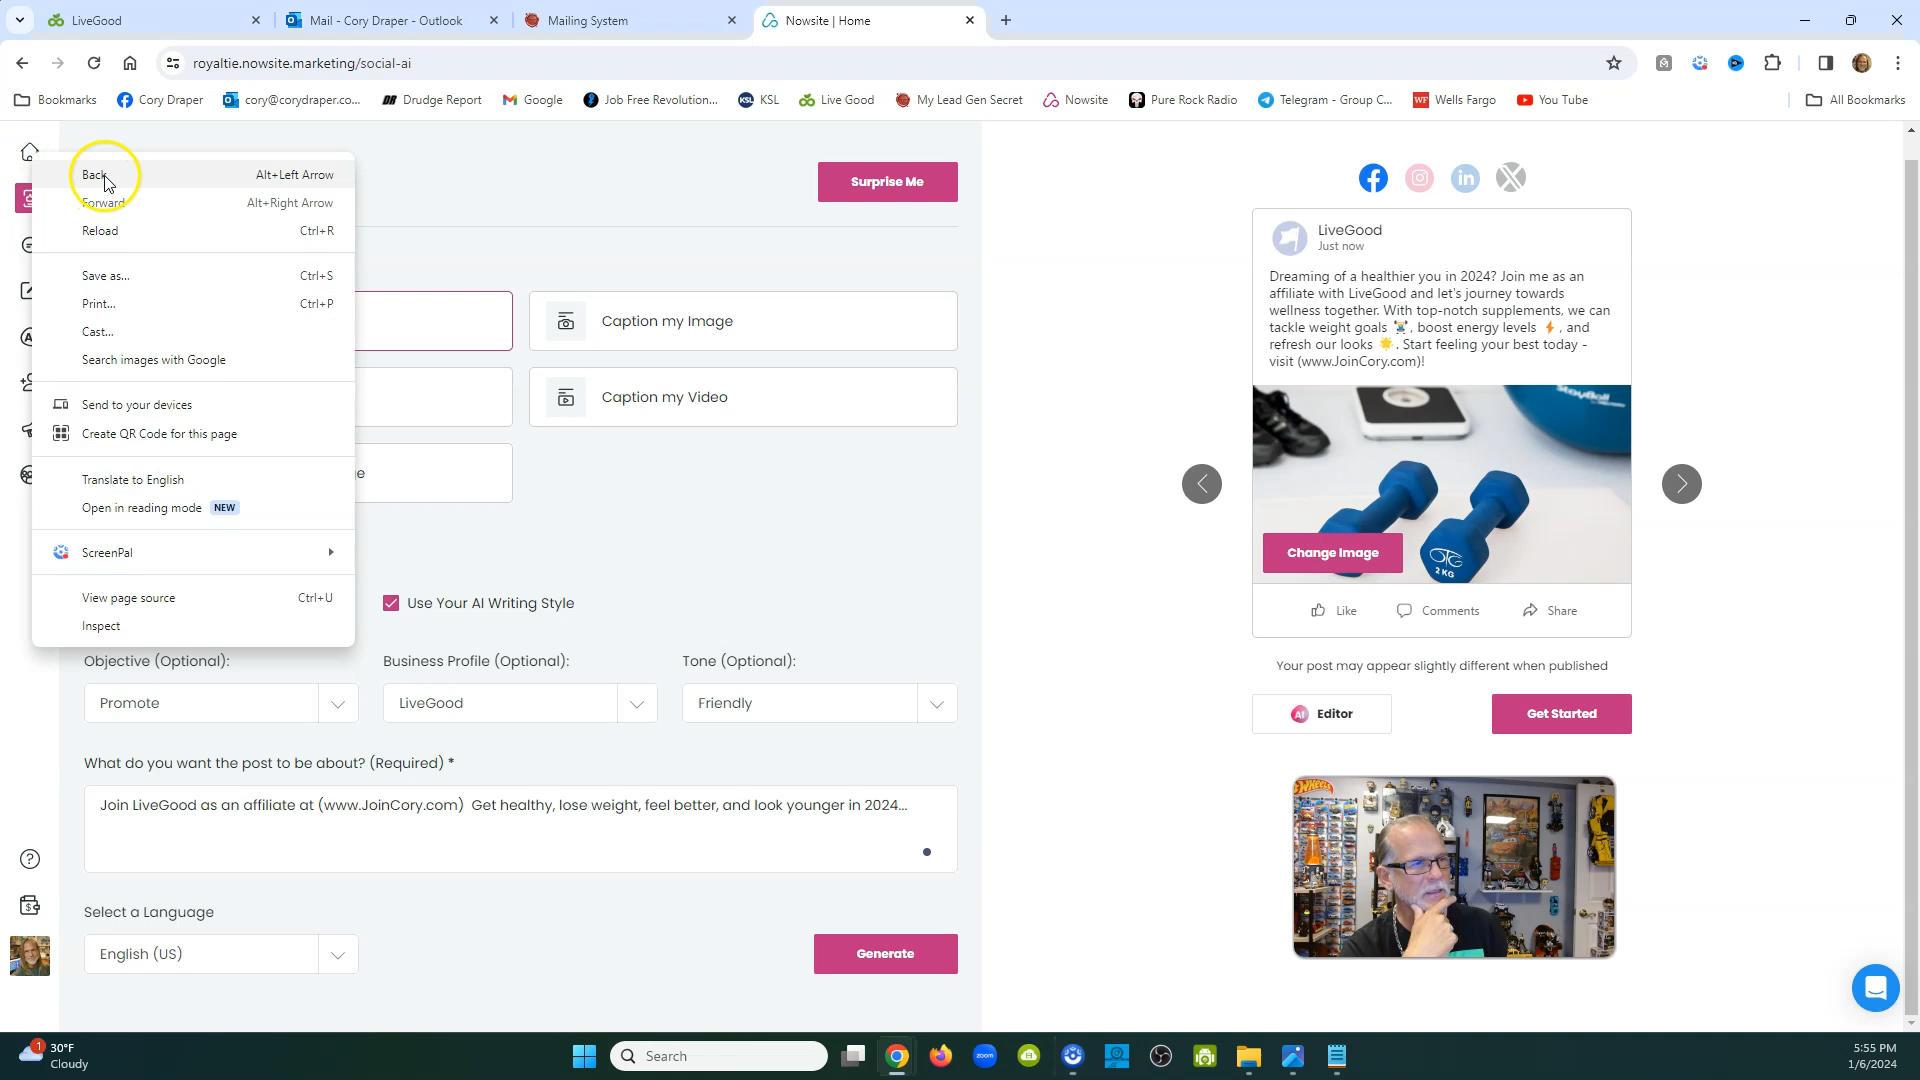 LiveGood
Mail - Cory Draper - Outlook
Mailing System
Nowsite | Home
royaltie.nowsite.marketing/social-ai
Bookmarks
Cory Draper
cory@corydraper.co...
Drudge Report
Google
Job Free Revolution...
KSL
Live Good
My Lead Gen Secret
Nowsite
Pure Rock Radio
Telegram - Group C...
Wells Fargo
You Tube
All Bookmarks
Back
Alt+Left Arrow
Forward
Alt+Right Arrow
Reload
Ctrl+R
Save as...
Ctrl+S
Print...
Ctrl+P
Cast...
Search images with Google
Send to your devices
Create QR Code for this page
Translate to English
Open in reading mode NEW
ScreenPal
View page source
Ctrl+U
Inspect
Surprise Me
Caption my Image
Caption my Video
e
Use Your AI Writing Style
Objective (Optional):
Business Profile (Optional):
Tone (Optional):
Promote
LiveGood
Friendly
What do you want the post to be about? (Required) *
Join LiveGood as an affiliate at (www.JoinCory.com) Get healthy, lose weight, feel better, and look younger in 2024...
Select a Language
English (US)
Generate
LiveGood
Just now
Dreaming of a healthier you in 2024? Join me as an
affiliate with LiveGood and let's journey towards
wellness together. With top-notch supplements, we can
tackle weight goals 🏋️, boost energy levels ⚡, and
refresh our looks 🌟. Start feeling your best today -
visit (www.JoinCory.com)!
StayBall
2 KG
Change Image
Like
Comments
Share
Your post may appear slightly different when published
AI Editor
Get Started
30°F
Cloudy
1
Search
zoom
5:55 PM
1/6/2024